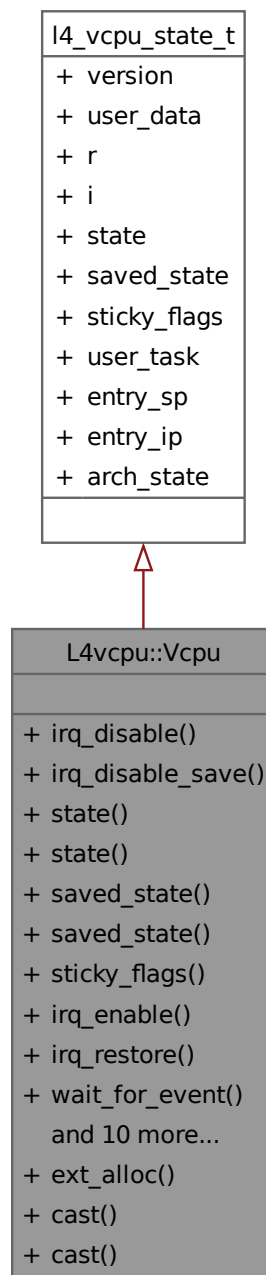 l4_vcpu_state_t
+ version
+ user_data
+ r
+ i
+ state
+ saved_state
+ sticky_flags
+ user_task
+ entry_sp
+ entry_ip
+ arch_state
L4vcpu::Vcpu
+ irq_disable()
+ irq_disable_save()
+ state()
+ state()
+ saved_state()
+ saved_state()
+ sticky_flags()
+ irq_enable()
+ irq_restore()
+ wait_for_event()
and 10 more...
+ ext_alloc()
+ cast()
+ cast()